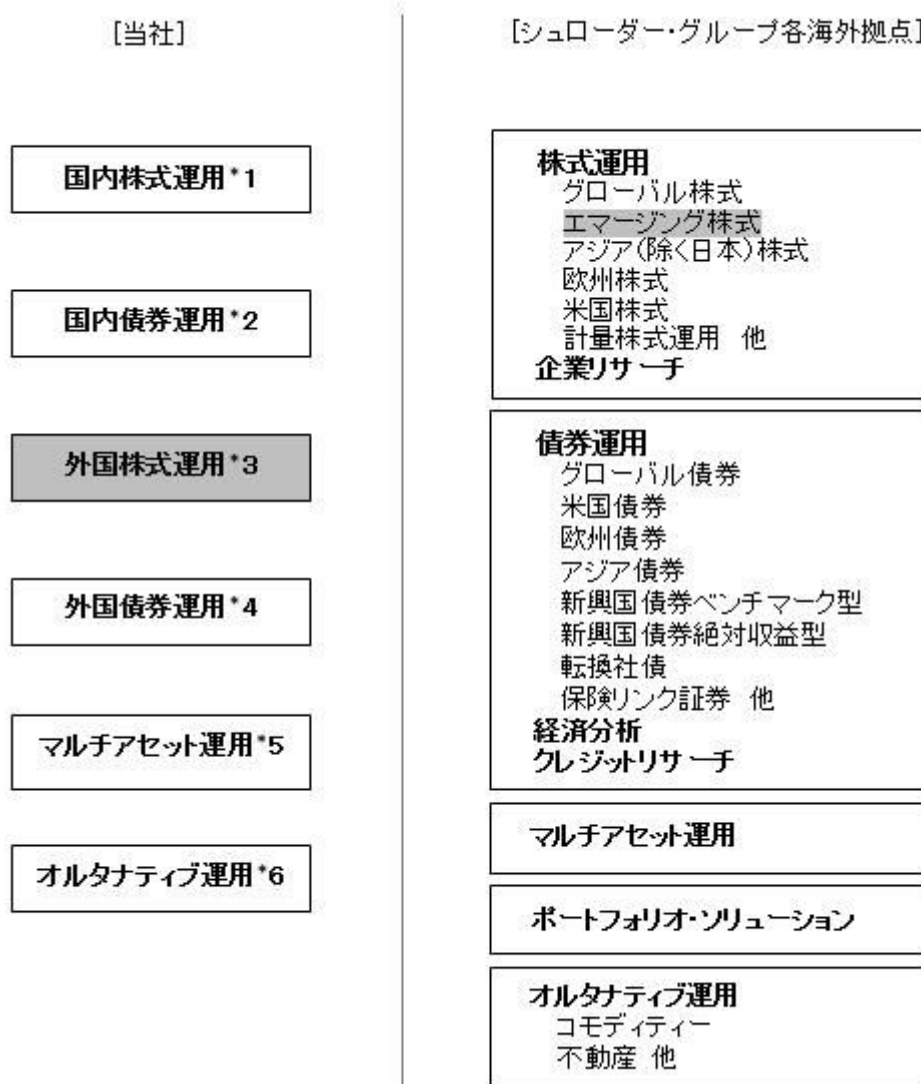 [当社]
国内株式運用*1
国内債券運用*2
外国株式運用*3
外国債券運用*4
マルチアセット運用*5
オルタナティブ運用*6
[シュローダー・グループ各海外拠点]
株式運用
グローバル株式
エマージング株式
アジア(除く日本)株式
欧州株式
米国株式
計量株式運用 他
企業リサーチ
債券運用
グローバル債券
米国債券
欧州債券
アジア債券
新興国債券ベンチマーク型
新興国債券絶対収益型
転換社債
保険リンク証券 他
経済分析
クレジットリサーチ
マルチアセット運用
ポートフォリオ・ソリューション
オルタナティブ運用
コモディティー
不動産 他